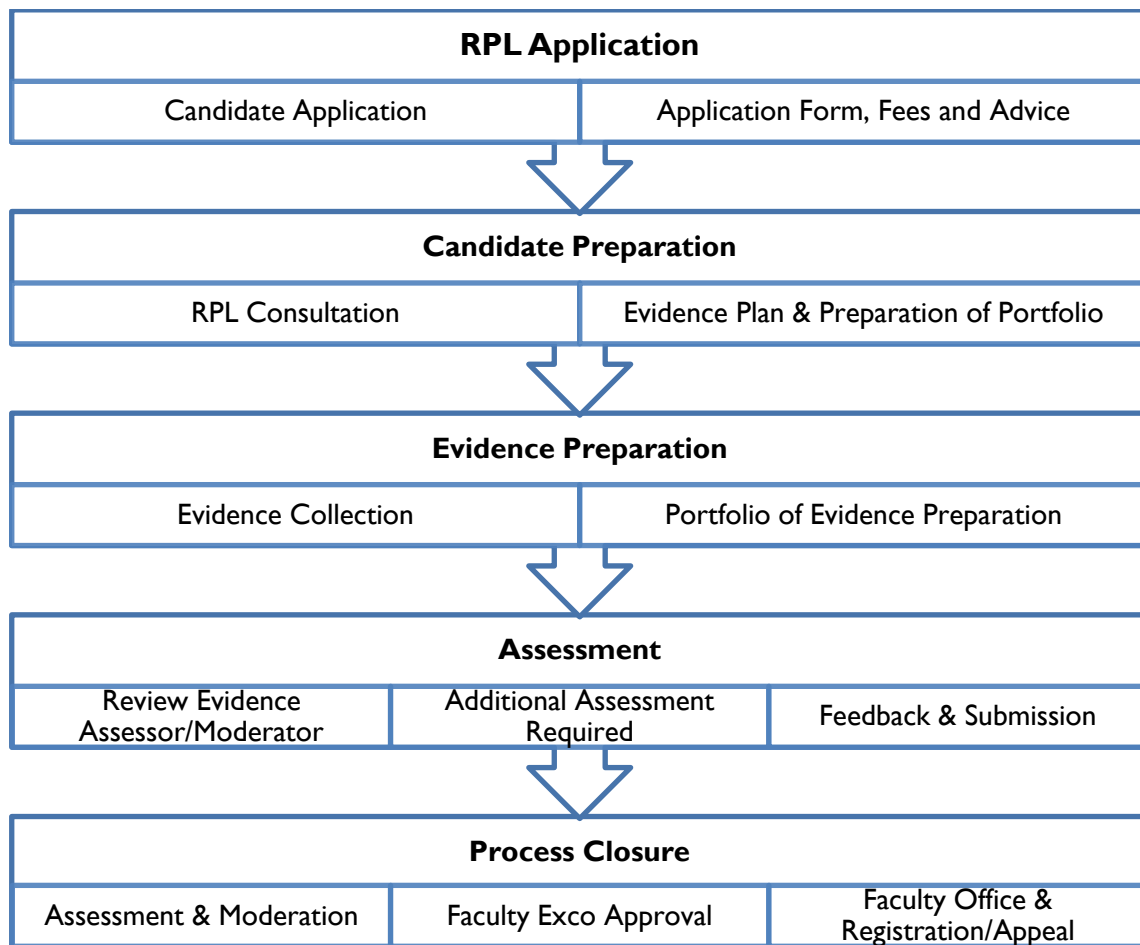 RPL Application
Candidate Application
Application Form, Fees and Advice
Candidate Preparation
RPL Consultation
Evidence Plan & Preparation of Portfolio
Evidence Preparation
Evidence Collection
Portfolio of Evidence Preparation
Assessment
Review Evidence
Assessor/Moderator
Additional Assessment
Required
Feedback & Submission
Process Closure
Assessment & Moderation
Faculty Exco Approval
Faculty Office &
Registration/Appeal